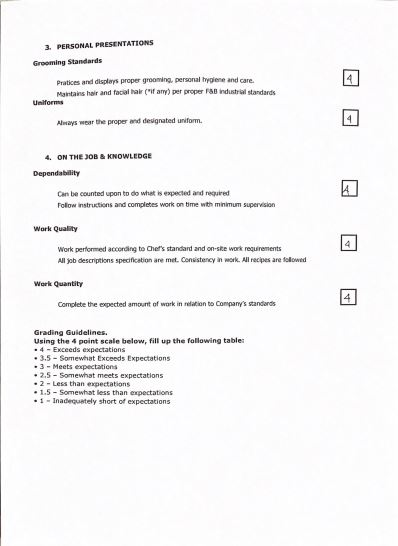 3. PERSONAL PRESENTATIONS
Grooming Standards
Pratices and displays proper grooming, personal hygiene and care. 4
Maintains hair and facial hair (*if any) per proper F&B industrial standards
Uniforms
Always wear the proper and designated uniform. 4
4. ON THE JOB & KNOWLEDGE
Dependability
Can be counted upon to do what is expected and required 4
Follow instructions and completes work on time with minimum supervision
Work Quality
Work performed according to Chef's standard and on-site work requirements 4
All job descriptions specification are met. Consistency in work. All recipes are followed
Work Quantity
Complete the expected amount of work in relation to Company's standards 4
Grading Guidelines.
Using the 4 point scale below, fill up the following table:
• 4 – Exceeds expectations
• 3.5 – Somewhat Exceeds Expectations
• 3 – Meets expectations
• 2.5 – Somewhat meets expectations
• 2 – Less than expectations
• 1.5 – Somewhat less than expectations
• 1 – Inadequately short of expectations